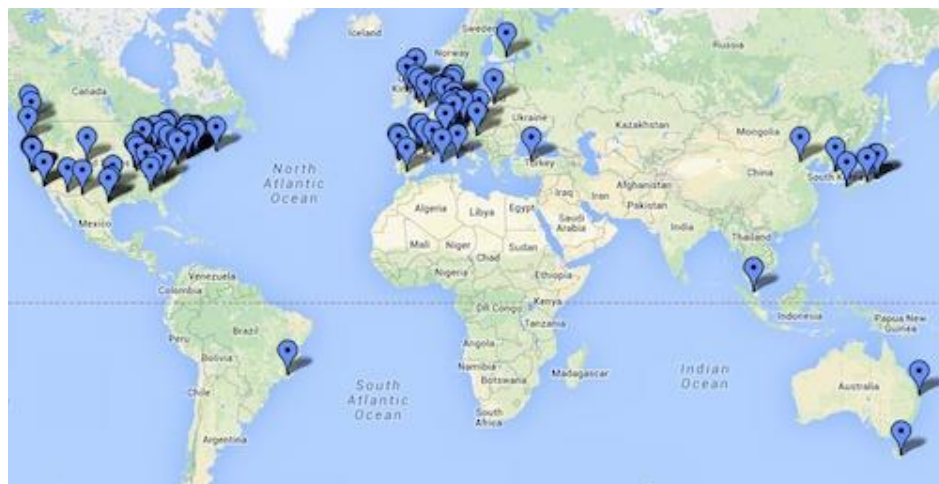 Iceland
Sweden
Norway
Russia
Canada
Ukraine
Kazakhstan
Mongolia
North
Atlantic
Ocean
Turkey
China
South Korea
Iraq
Iran
Afghanistan
Pakistan
Mexico
Algeria
Libya
Egypt
Saudi
Arabia
India
Mali
Niger
Chad
Sudan
Thailand
Venezuela
Nigeria
Ethiopia
Colombia
DR Congo
Kenya
Indonesia
Papua New
Guinea
Brazil
Tanzania
Peru
Angola
Bolivia
Namibia
Madagascar
Indian
Ocean
Botswana
Australia
Chile
South
Atlantic
Ocean
South
Africa
Argentina